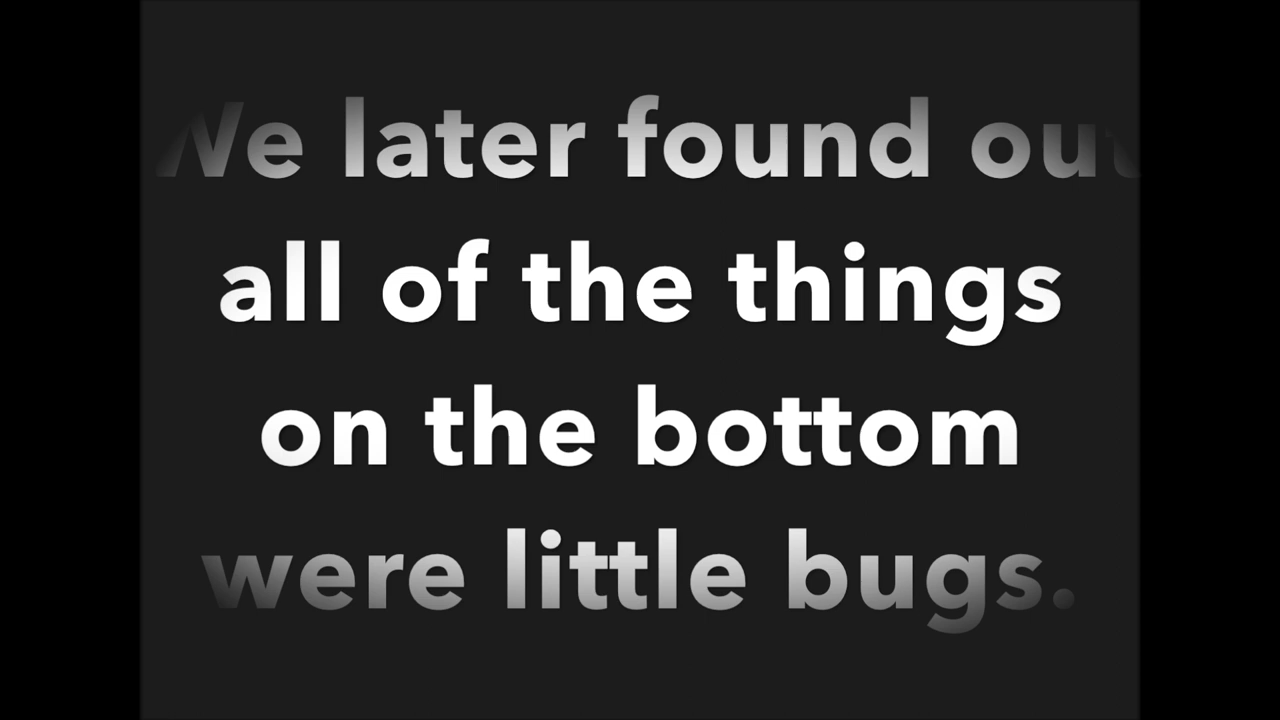 We later found out
all of the things
on the bottom
were little bugs.